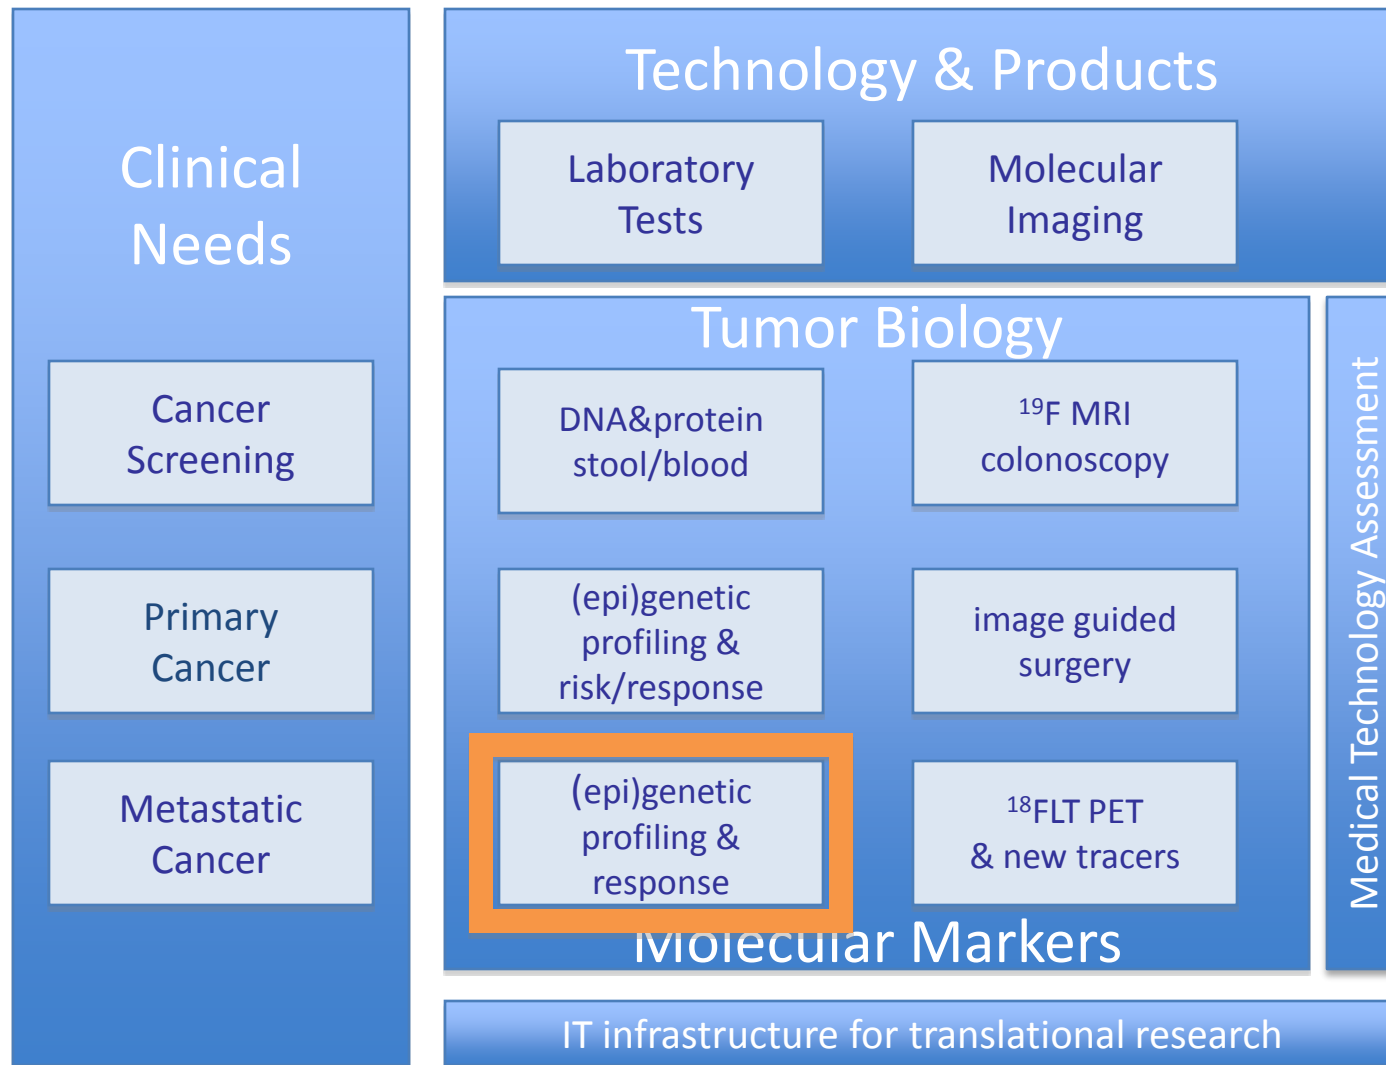 Clinical
Needs
Cancer
Screening
Primary
Cancer
Metastatic
Cancer
Technology & Products
Laboratory
Tests
Molecular
Imaging
Tumor Biology
DNA&protein
stool/blood
¹⁹F MRI
colonoscopy
(epi)genetic
profiling &
risk/response
image guided
surgery
(epi)genetic
profiling &
response
¹⁸FLT PET
& new tracers
Molecular Markers
Medical Technology Assessment
IT infrastructure for translational research